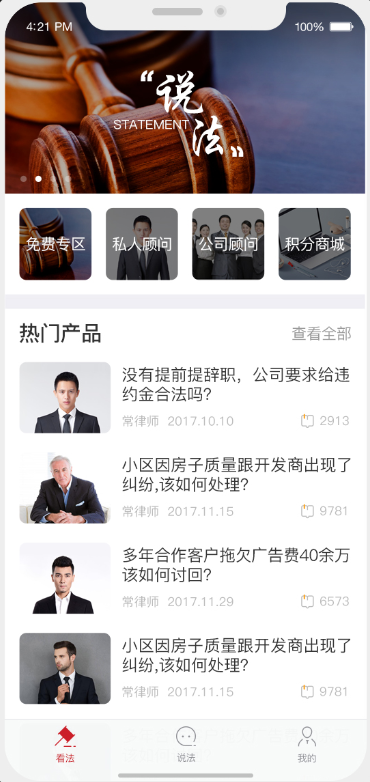 4:21 PM
100%
“说
STATEMENT
法”
免费专区
私人顾问
公司顾问
积分商城
热门产品
查看全部
没有提前提辞职，公司要求给违
约金合法吗?
常律师 2017.10.10 2913
小区因房子质量跟开发商出现了
纠纷,该如何处理?
常律师 2017.11.15 9781
多年合作客户拖欠广告费40余万
该如何讨回?
常律师 2017.11.29 6573
小区因房子质量跟开发商出现了
纠纷,该如何处理?
常律师 2017.11.15 9781
看法
说法
我的